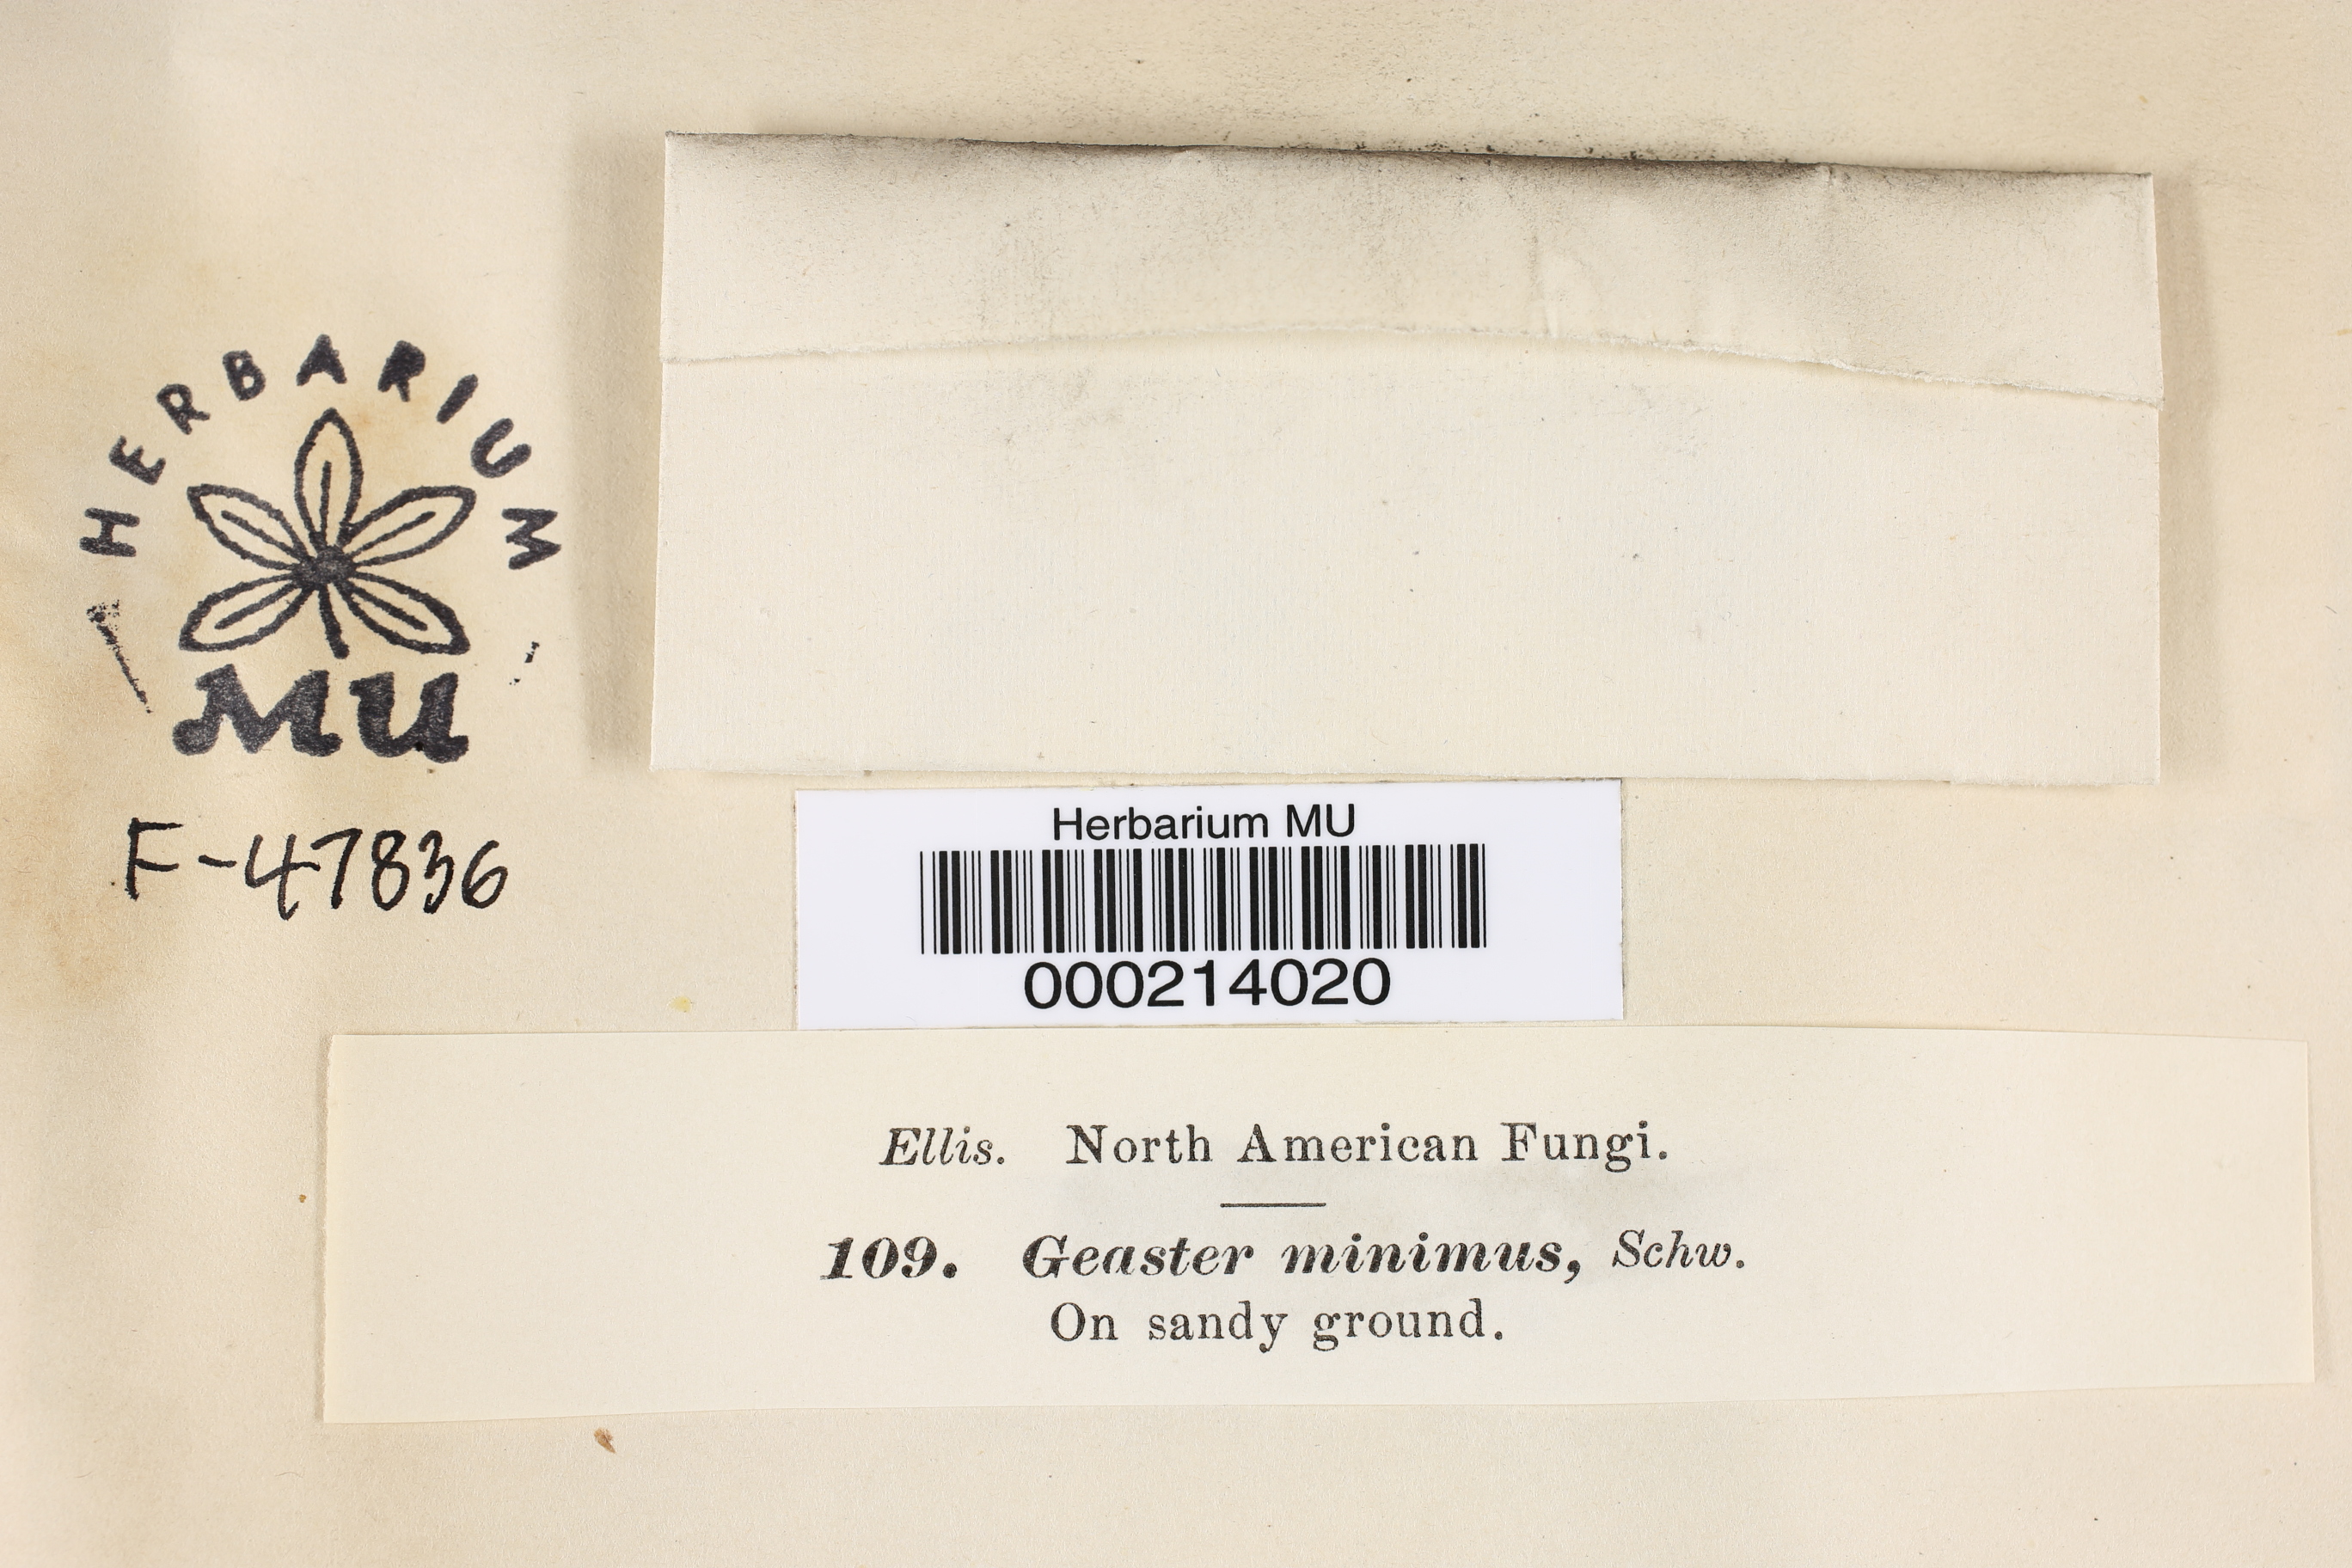 HERBARIUM
MU
F-47836
Herbarium MU
000214020
Ellis. North American Fungi.
109. Geaster minimus, Schw.
On sandy ground.